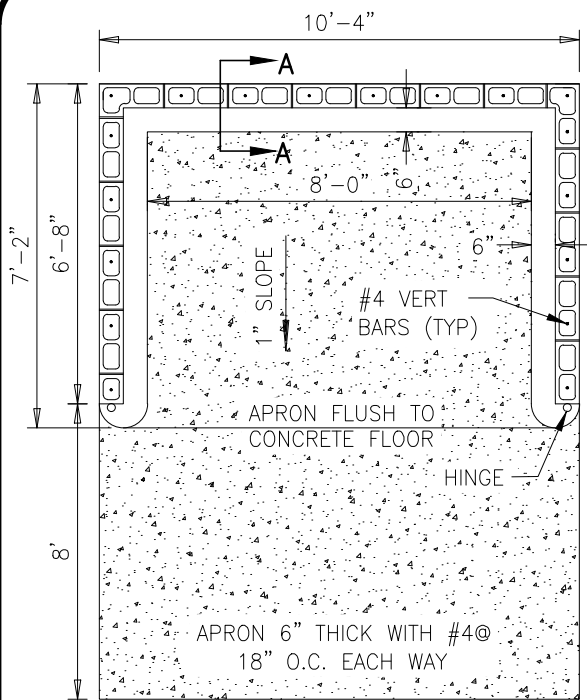 10'-4"
A
A
8'-0"
6"
7'-2"
6'-8"
6"
1" SLOPE
#4 VERT
BARS (TYP)
APRON FLUSH TO
CONCRETE FLOOR
HINGE
8'
APRON 6" THICK WITH #4@
18" O.C. EACH WAY